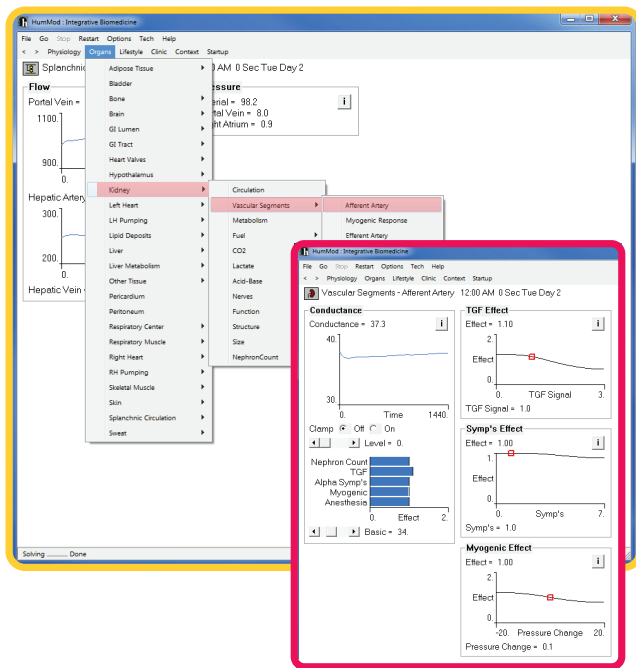 HumMod : Integrative Biomedicine
File Go Stop Restart Options Tech Help
< > Physiology Organs Lifestyle Clinic Context Startup
Splanchnic
0 AM 0 Sec Tue Day 2
Flow
Portal Vein =
1100.
900.
0.
Hepatic Artery
300.
200.
0.
Hepatic Vein
essure
erial = 98.2
rtal Vein = 8.0
ght Atrium = 0.9
i
Adipose Tissue
Bladder
Bone
Brain
GI Lumen
GI Tract
Heart Valves
Hypothalamus
Kidney
Left Heart
LH Pumping
Lipid Deposits
Liver
Liver Metabolism
Other Tissue
Pericardium
Peritoneum
Respiratory Center
Respiratory Muscle
Right Heart
RH Pumping
Skeletal Muscle
Skin
Splanchnic Circulation
Sweat
Circulation
Vascular Segments
Metabolism
Fuel
CO2
Lactate
Acid-Base
Nerves
Function
Structure
Size
NephronCount
Afferent Artery
Myogenic Response
Efferent Artery
Solving ____ Done
HumMod : Integrative Biomedicine
File Go Stop Restart Options Tech Help
< > Physiology Organs Lifestyle Clinic Context Startup
Vascular Segments - Afferent Artery 12:00 AM 0 Sec Tue Day 2
Conductance
Conductance = 37.3
i
40.
30.
0. Time 1440.
Clamp Off On
Level = 0.
Nephron Count
TGF
Alpha Symp's
Myogenic
Anesthesia
0. Effect 2.
Basic = 34.
TGF Effect
Effect = 1.10
i
2.
Effect
0.
0. TGF Signal 3.
TGF Signal = 1.0
Symp's Effect
Effect = 1.00
i
1.
Effect
0.
0. Symp's 7.
Symp's = 1.0
Myogenic Effect
Effect = 1.00
i
2.
Effect
0.
-20. Pressure Change 20.
Pressure Change = 0.1